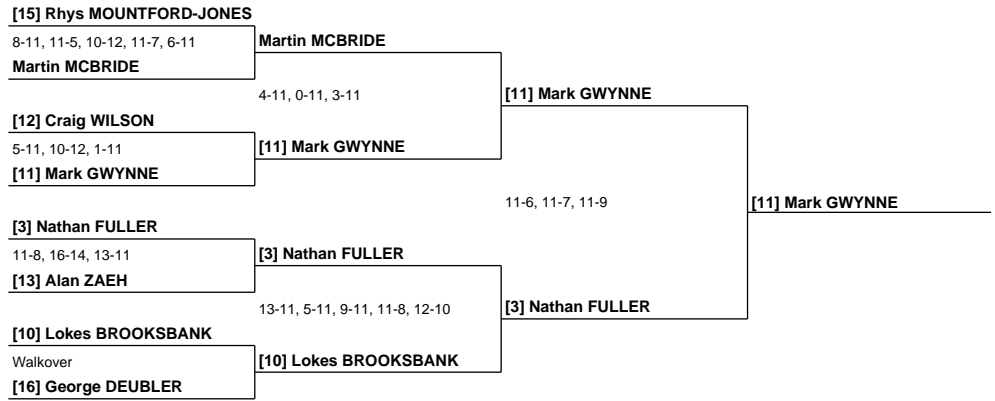 [15] Rhys MOUNTFORD-JONES
8-11, 11-5, 10-12, 11-7, 6-11
Martin MCBRIDE
Martin MCBRIDE
4-11, 0-11, 3-11
[11] Mark GWYNNE
[12] Craig WILSON
5-11, 10-12, 1-11
[11] Mark GWYNNE
[11] Mark GWYNNE
11-6, 11-7, 11-9
[11] Mark GWYNNE
[3] Nathan FULLER
11-8, 16-14, 13-11
[13] Alan ZAEH
[3] Nathan FULLER
13-11, 5-11, 9-11, 11-8, 12-10
[3] Nathan FULLER
[10] Lokes BROOKSBANK
Walkover
[16] George DEUBLER
[10] Lokes BROOKSBANK